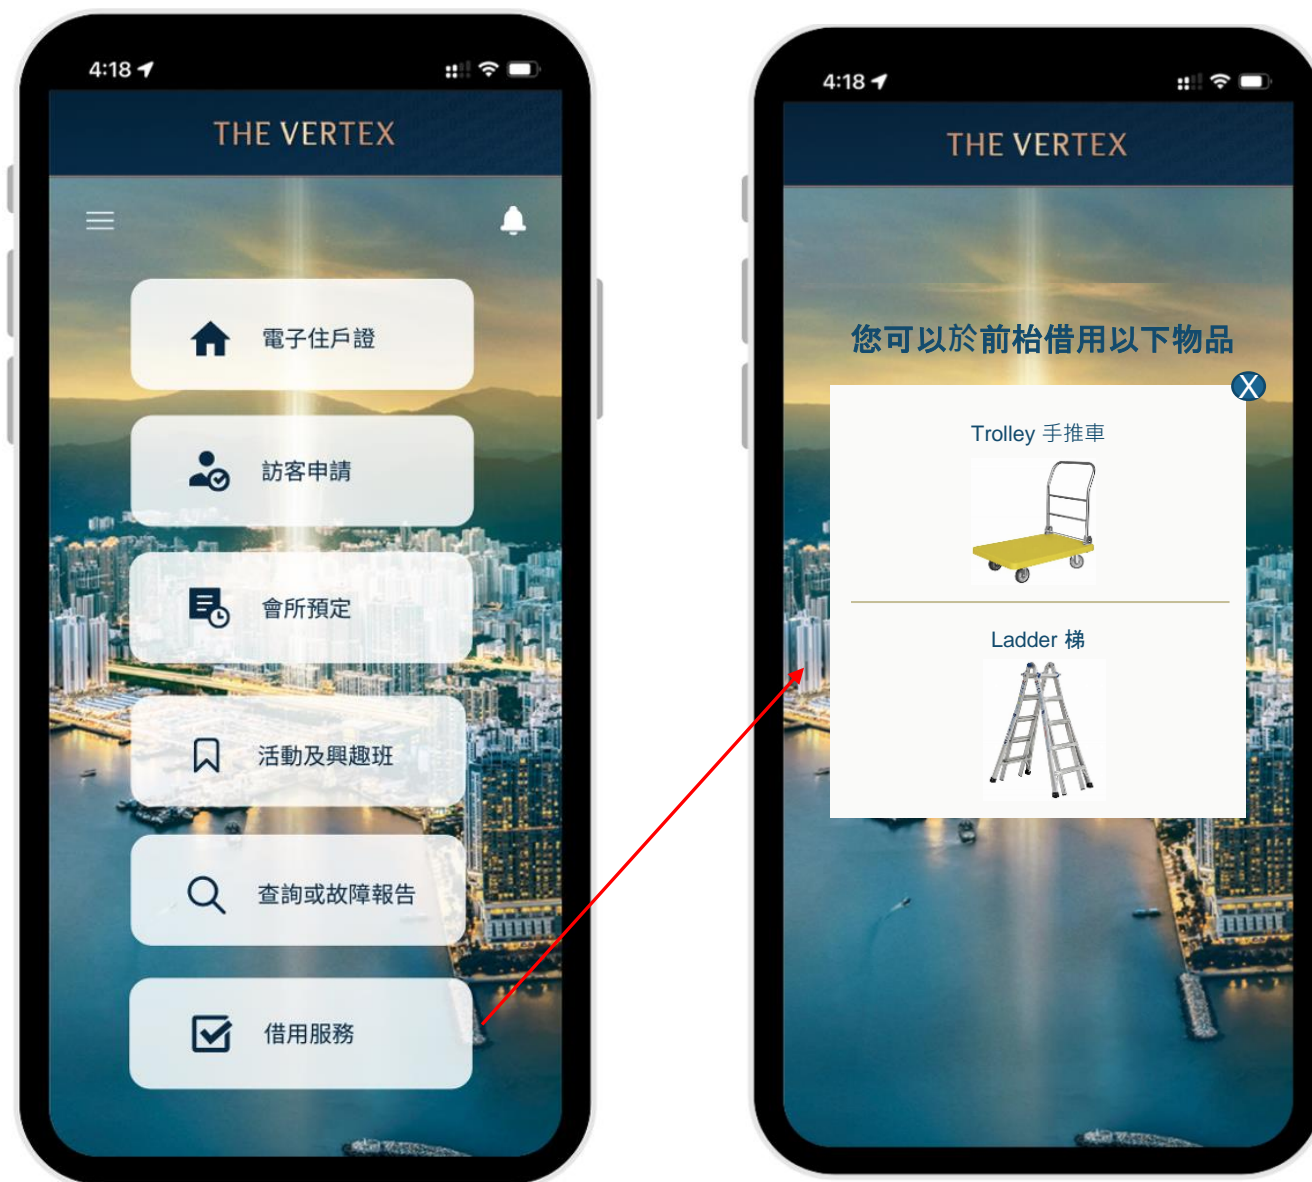 4:18
THE VERTEX
電子住戶證
訪客申請
會所預定
活動及興趣班
查詢或故障報告
借用服務
4:18
THE VERTEX
您可以於前枱借用以下物品
X
Trolley 手推車
Ladder 梯